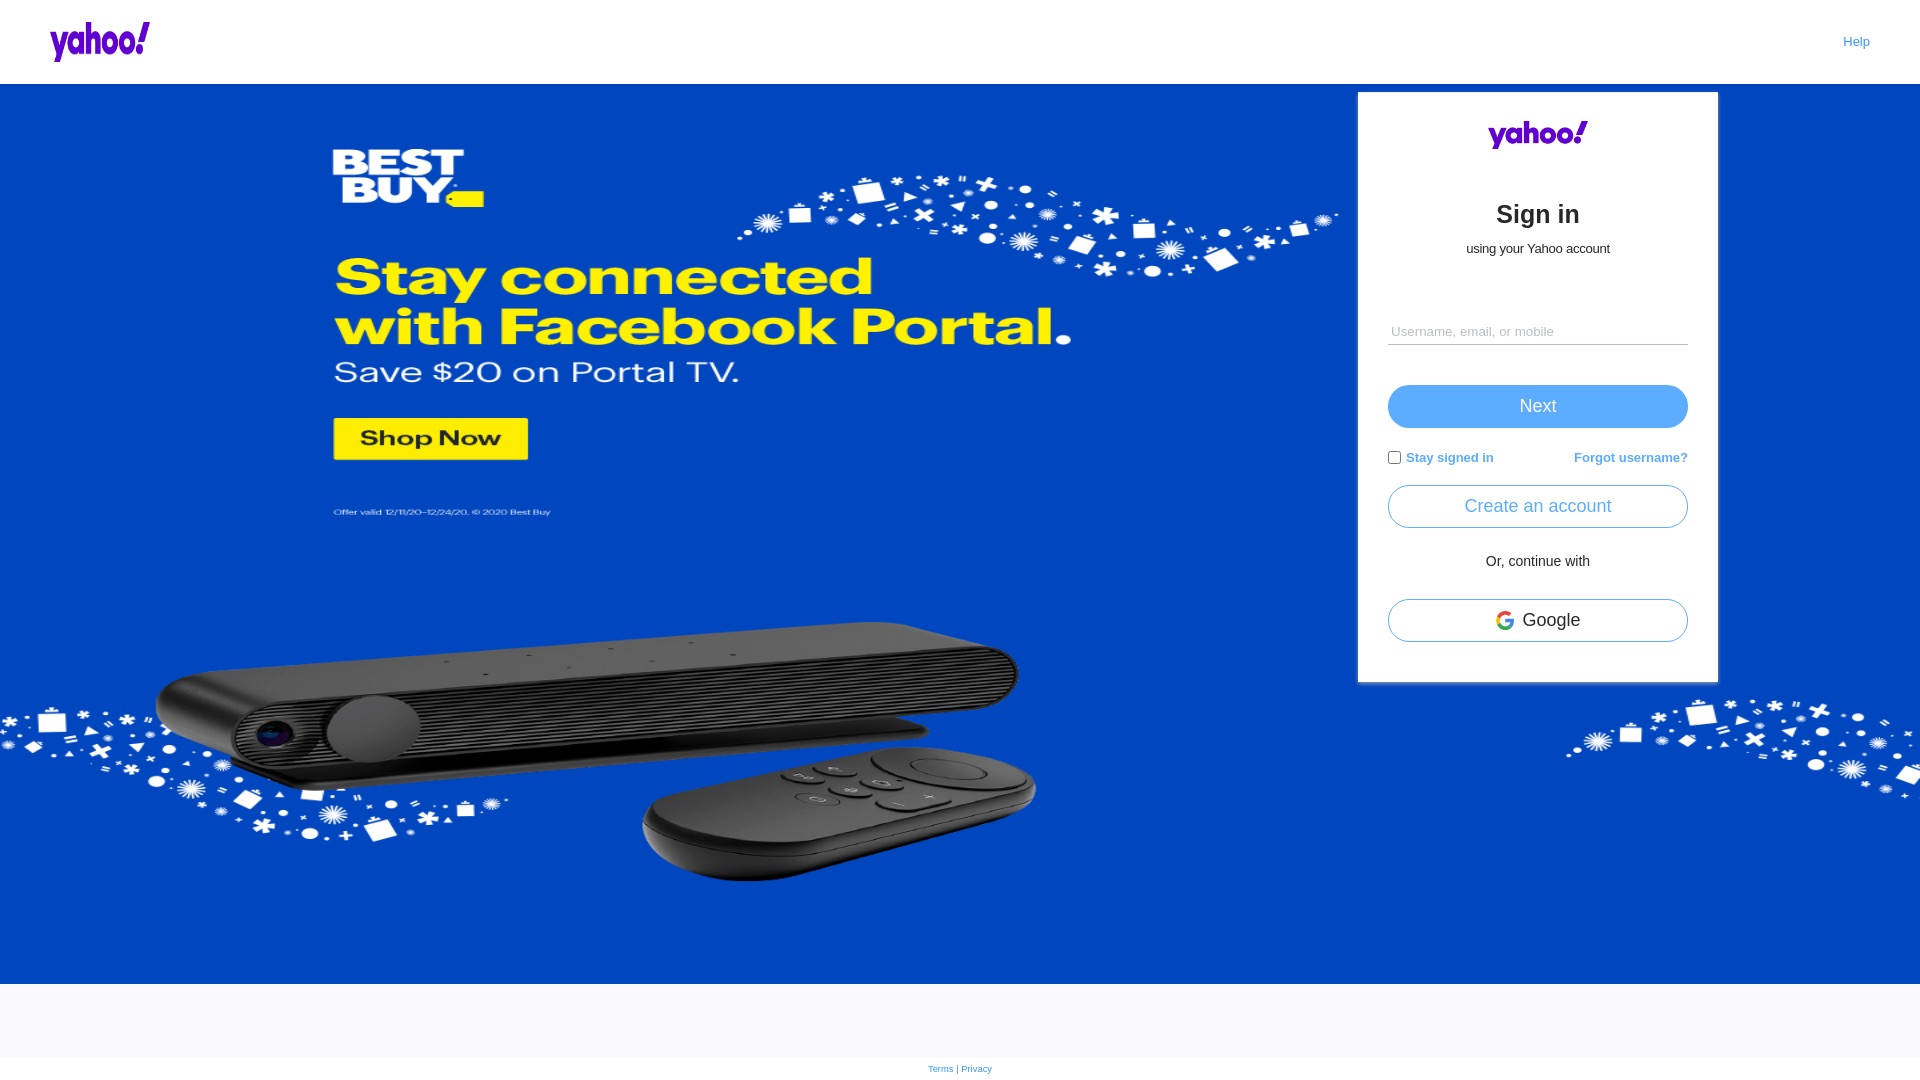 yahoo!
Help
BEST
BUY
Stay connected
with Facebook Portal.
Save $20 on Portal TV.
Shop Now
Offer valid 12/11/20–12/24/20. © 2020 Best Buy
yahoo!
Sign in
using your Yahoo account
Username, email, or mobile
Next
Stay signed in
Forgot username?
Create an account
Or, continue with
Google
Terms | Privacy